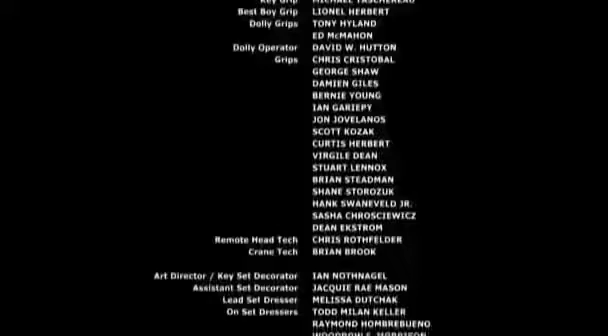 Key Grip MICHAEL TASCHEREAU
Best Boy Grip LIONEL HERBERT
Dolly Grips TONY HYLAND
ED McMAHON
Dolly Operator DAVID W. HUTTON
Grips CHRIS CRISTOBAL
GEORGE SHAW
DAMIEN GILES
BERNIE YOUNG
IAN GARIEPY
JON JOVELANOS
SCOTT KOZAK
CURTIS HERBERT
VIRGILE DEAN
STUART LENNOX
BRIAN STEADMAN
SHANE STOROZUK
HANK SWANEVELD JR.
SASHA CHROSCIEWICZ
DEAN EKSTROM
Remote Head Tech CHRIS ROTHFELDER
Crane Tech BRIAN BROOK
Art Director / Key Set Decorator IAN NOTHNAGEL
Assistant Set Decorator JACQUIE RAE MASON
Lead Set Dresser MELISSA DUTCHAK
On Set Dressers TODD MILAN KELLER
RAYMOND HOMBREBUENO